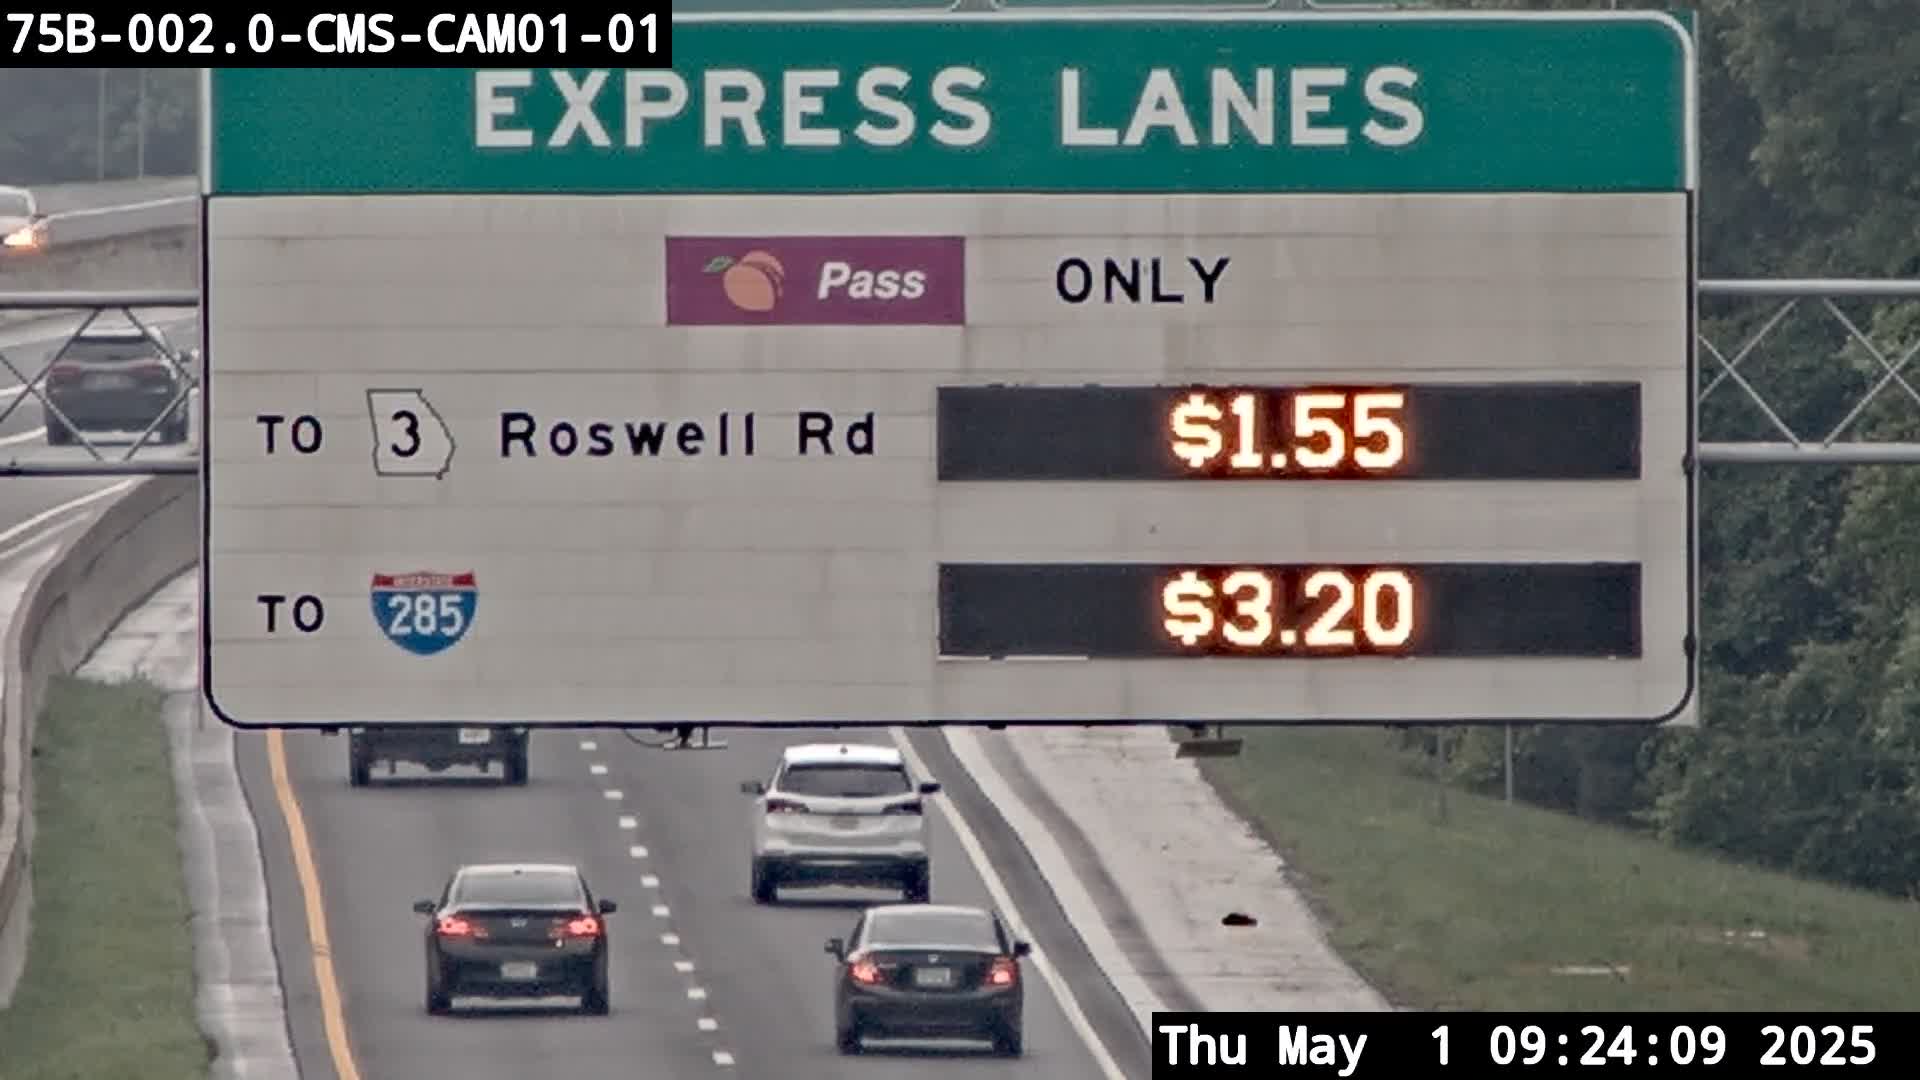 75B-002.0-CMS-CAM01-01
EXPRESS LANES
Pass ONLY
TO 3 Roswell Rd $1.55
TO 285 $3.20
Thu May 1 09:24:09 2025